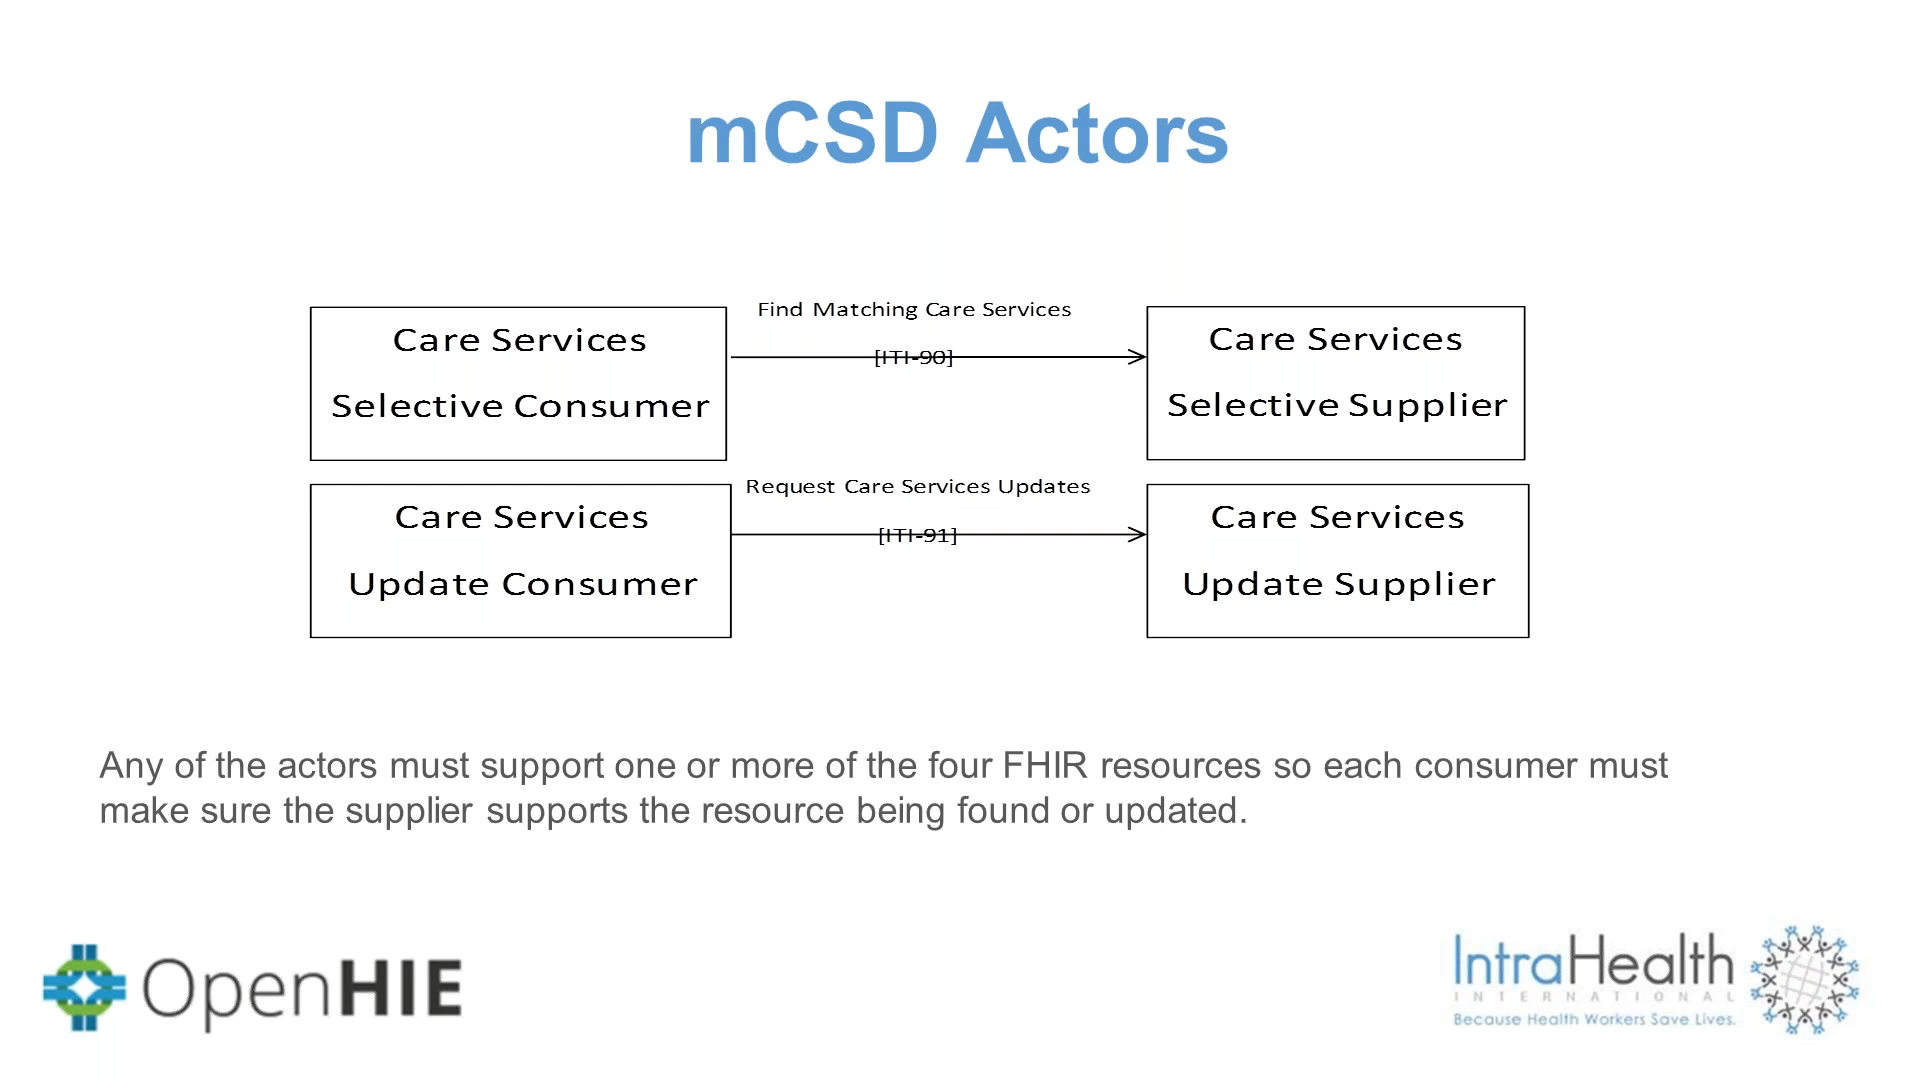 mCSD Actors
Find Matching Care Services
[ITI-90]
Care Services
Selective Consumer
Care Services
Selective Supplier
Request Care Services Updates
[ITI-91]
Care Services
Update Consumer
Care Services
Update Supplier
Any of the actors must support one or more of the four FHIR resources so each consumer must
make sure the supplier supports the resource being found or updated.
OpenHIE
IntraHealth
INTERNATIONAL
Because Health Workers Save Lives.